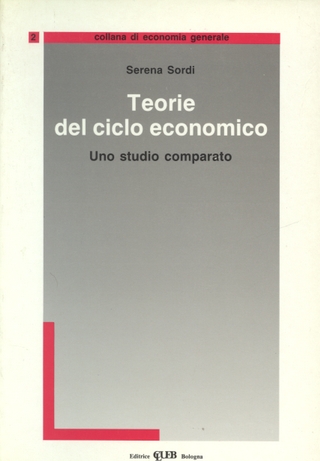 2 collana di economia generale
Serena Sordi
Teorie
del ciclo economico
Uno studio comparato
Editrice CLUEB Bologna